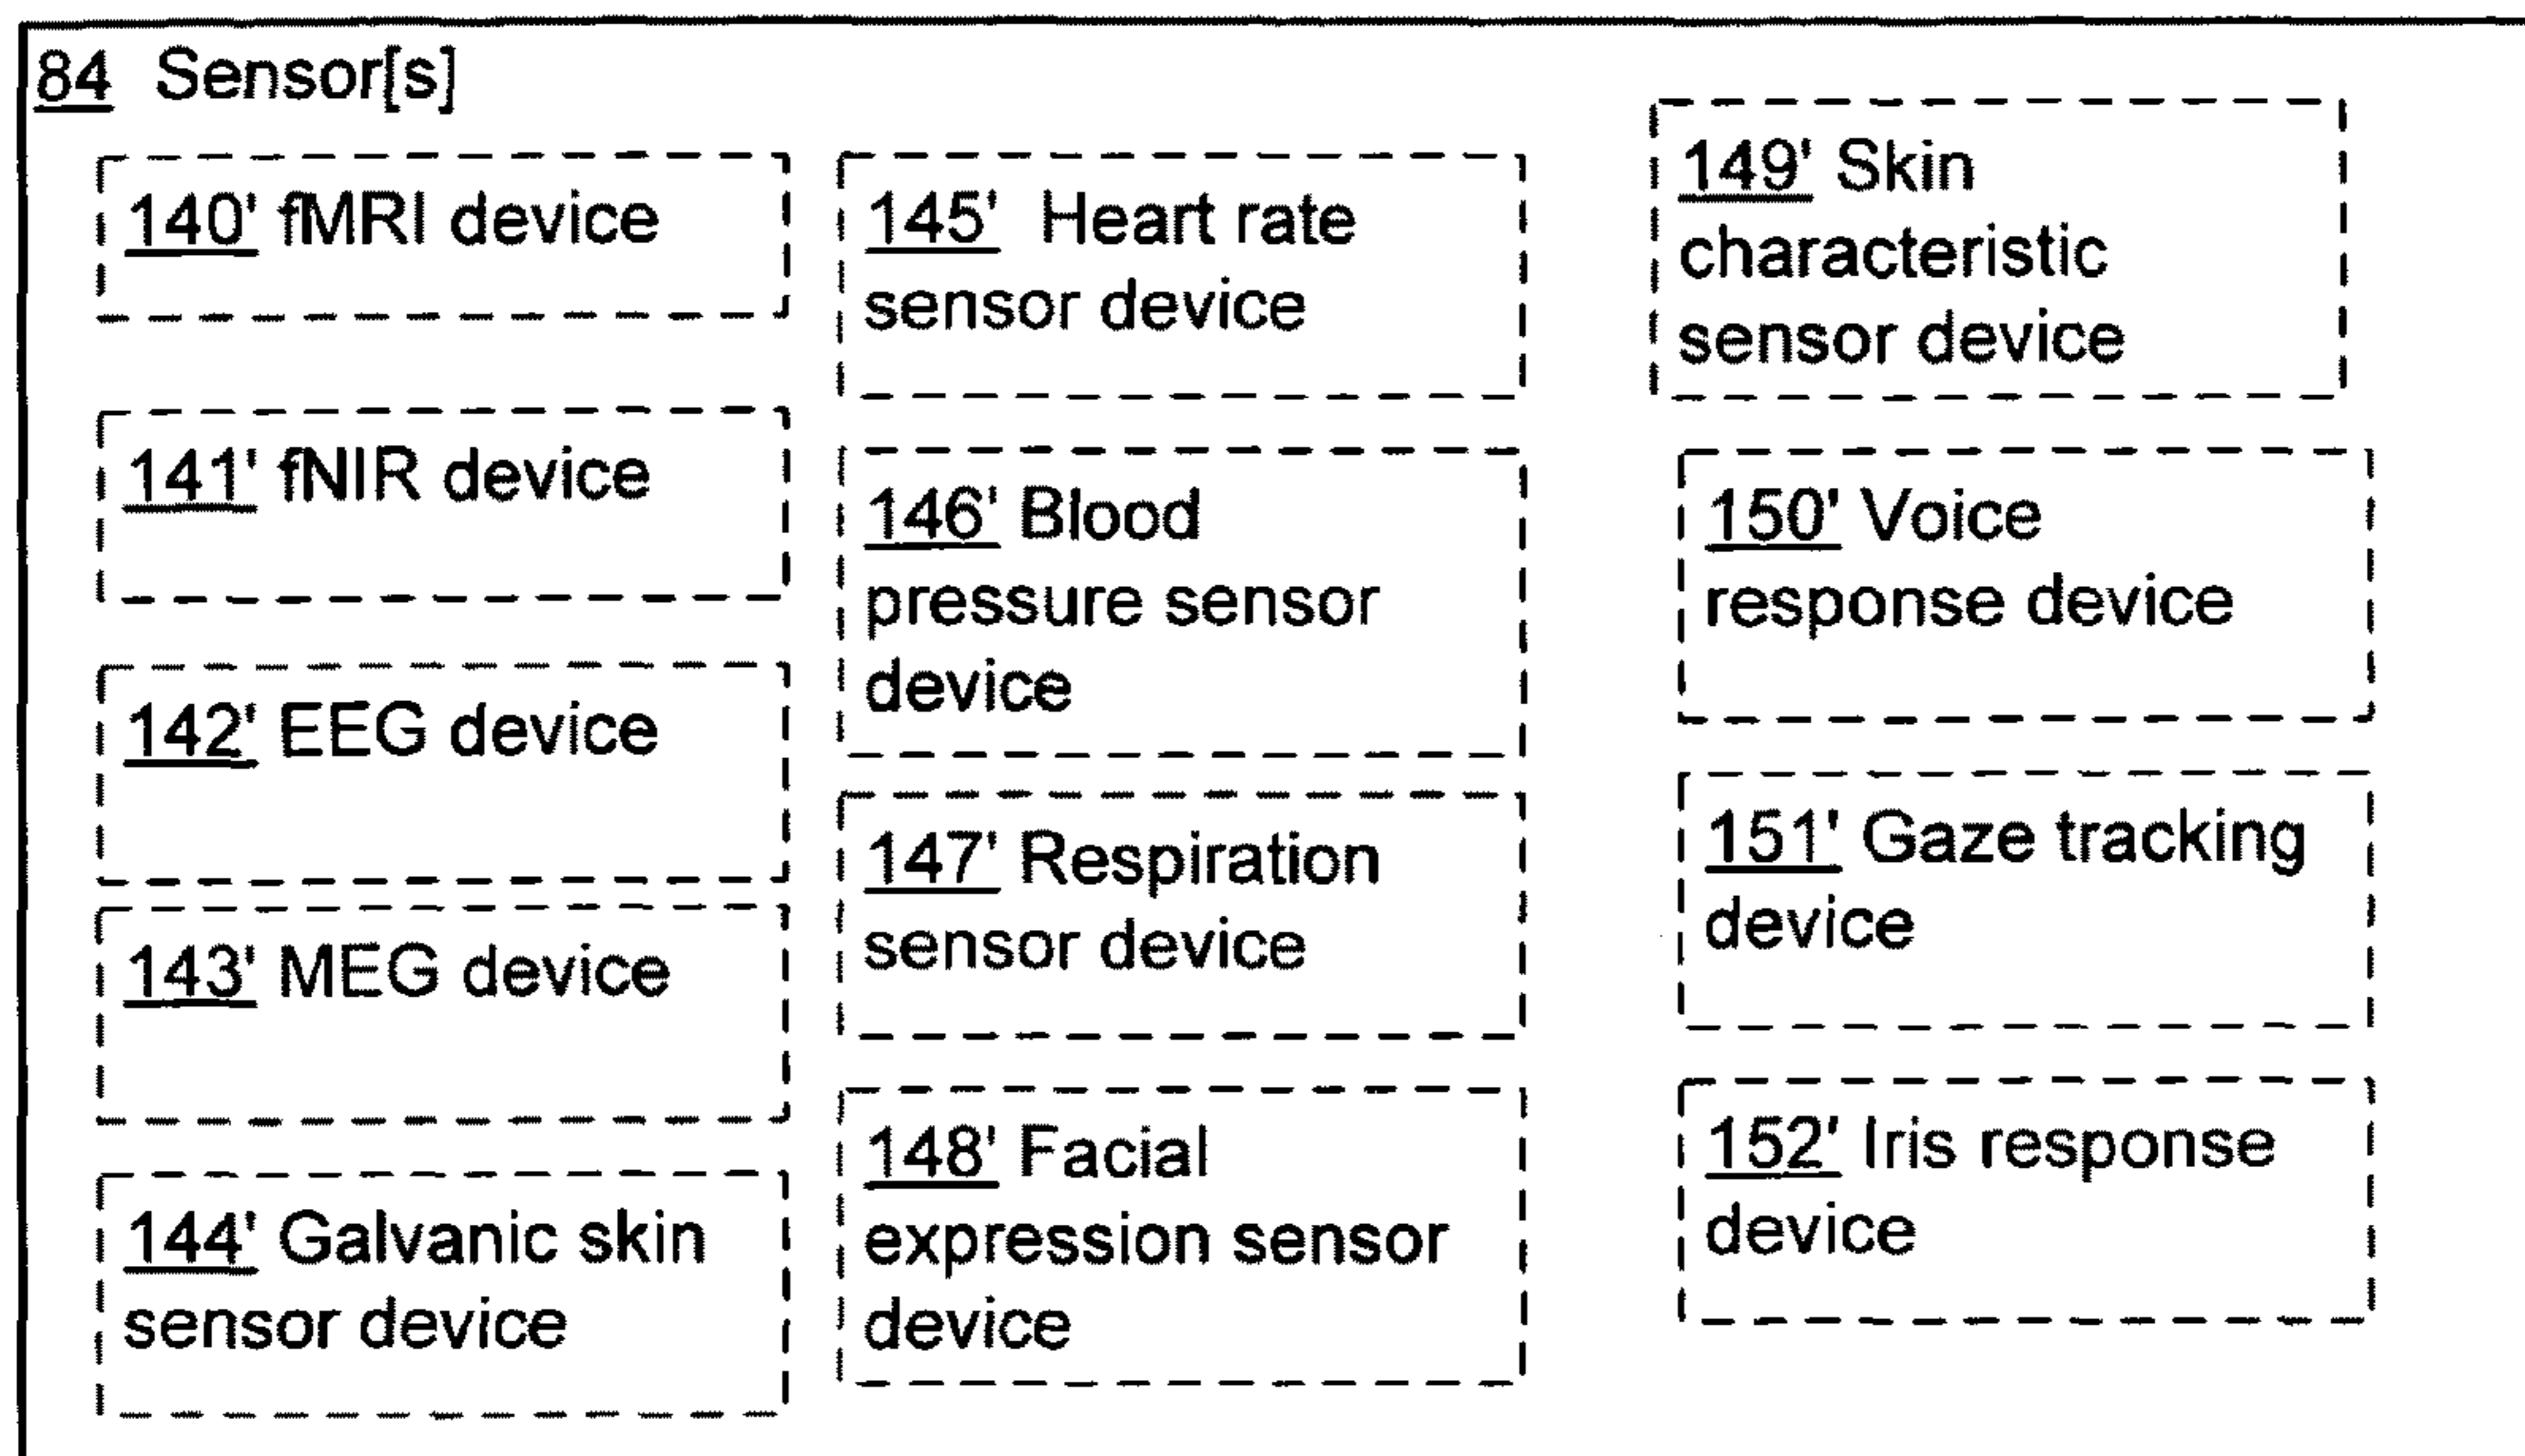 84 Sensor[s]
140' fMRI device
141' fNIR device
142' EEG device
143' MEG device
144' Galvanic skin
sensor device
145' Heart rate
sensor device
146' Blood
pressure sensor
device
147' Respiration
sensor device
148' Facial
expression sensor
device
149' Skin
characteristic
sensor device
150' Voice
response device
151' Gaze tracking
device
152' Iris response
device